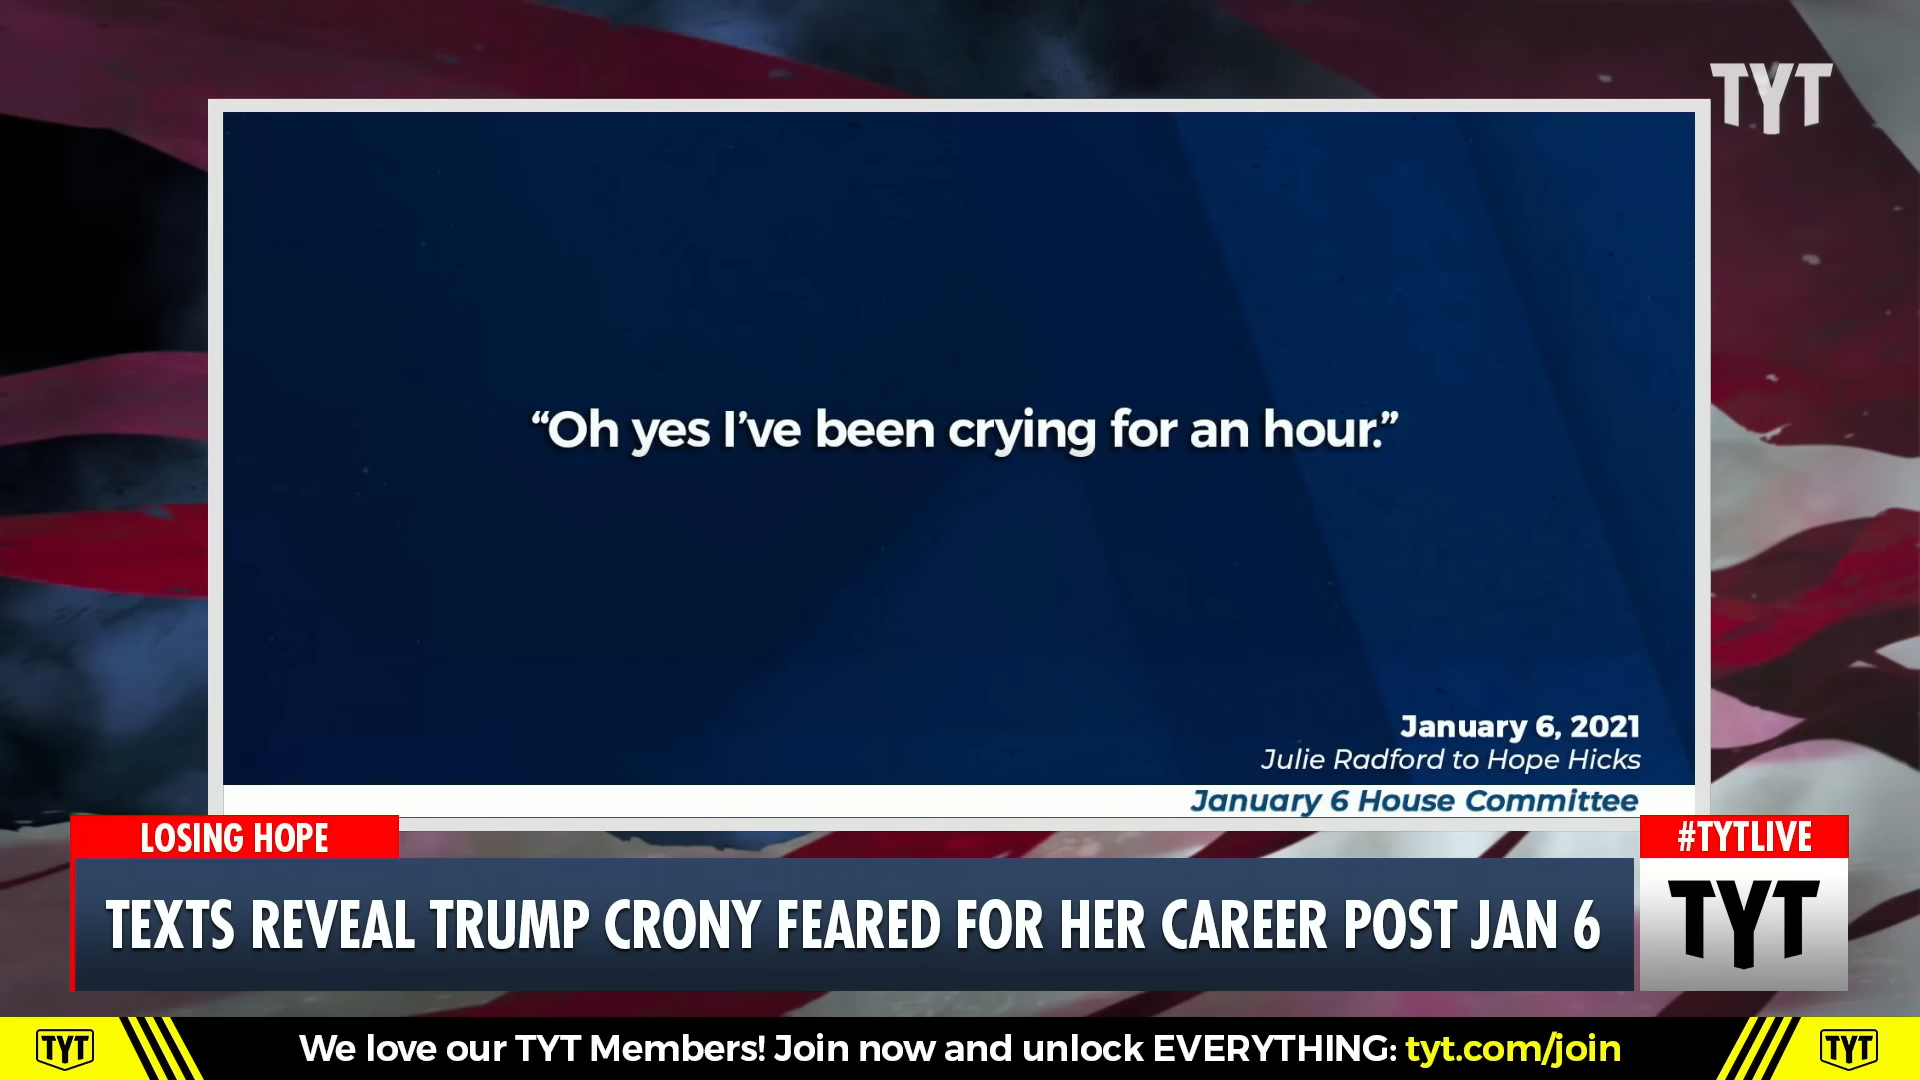 TYT
“Oh yes I’ve been crying for an hour.”
January 6, 2021
Julie Radford to Hope Hicks
January 6 House Committee
LOSING HOPE
#TYTLIVE
TEXTS REVEAL TRUMP CRONY FEARED FOR HER CAREER POST JAN 6
TYT
TYT
We love our TYT Members! Join now and unlock EVERYTHING: tyt.com/join
TYT